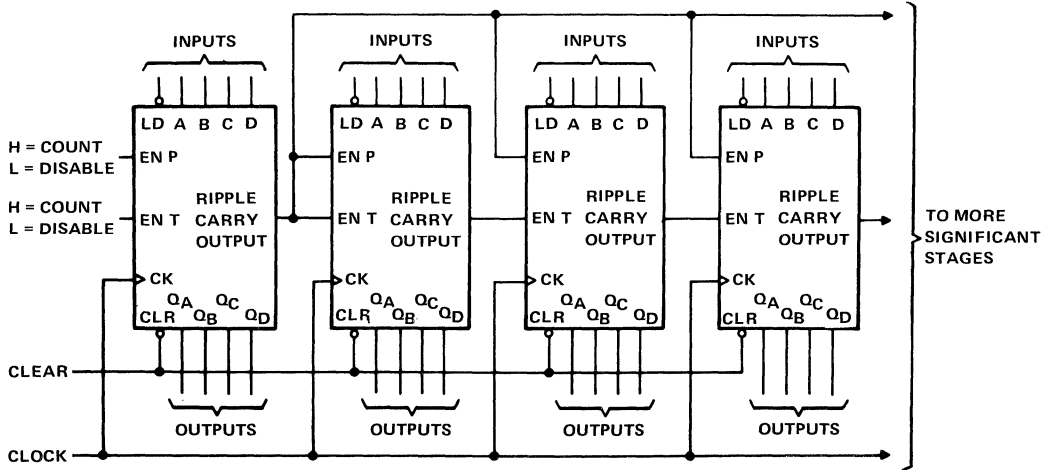 INPUTS INPUTS INPUTS INPUTS
LD A B C D LD A B C D LD A B C D LD A B C D
H = COUNT
L = DISABLE
EN P EN P EN P EN P
H = COUNT
L = DISABLE
EN T EN T EN T EN T
RIPPLE CARRY OUTPUT RIPPLE CARRY OUTPUT RIPPLE CARRY OUTPUT RIPPLE CARRY OUTPUT
TO MORE
SIGNIFICANT
STAGES
CK CK CK CK
CLR QA QB QC QD CLR QA QB QC QD CLR QA QB QC QD CLR QA QB QC QD
CLEAR
OUTPUTS OUTPUTS OUTPUTS OUTPUTS
CLOCK